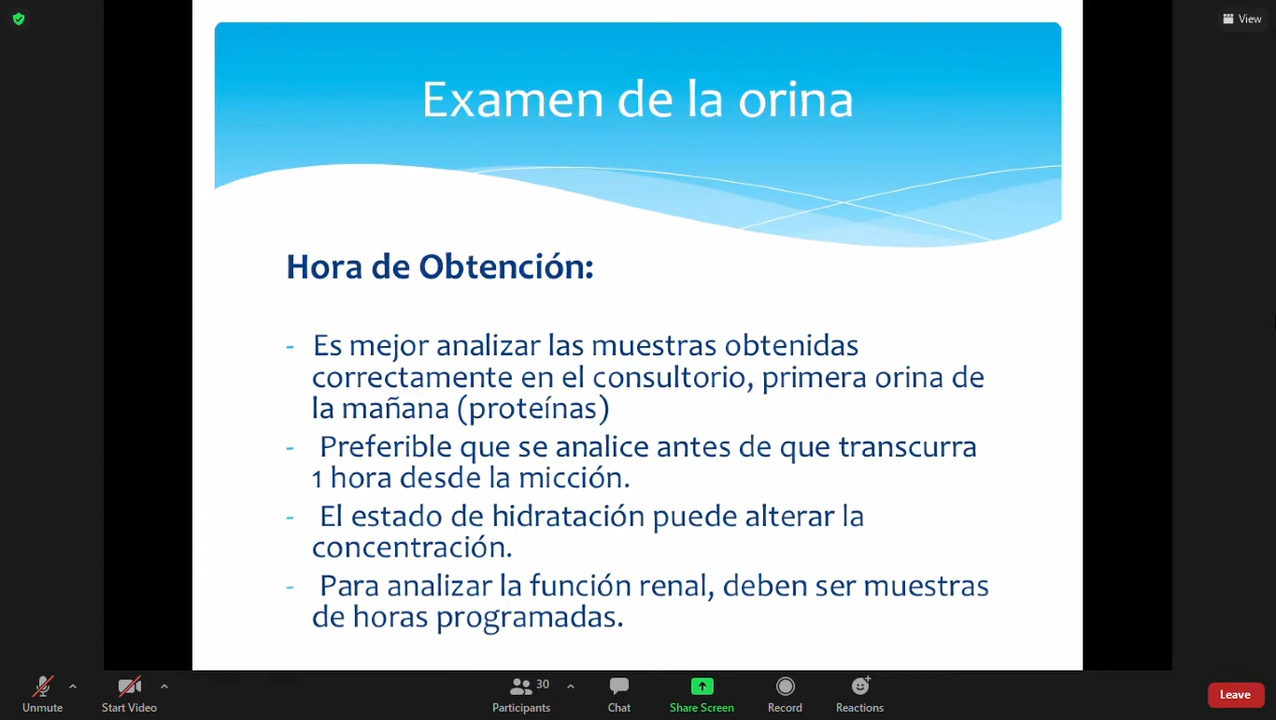 View
Examen de la orina
Hora de Obtención:
- Es mejor analizar las muestras obtenidas
correctamente en el consultorio, primera orina de
la mañana (proteínas)
- Preferible que se analice antes de que transcurra
1 hora desde la micción.
- El estado de hidratación puede alterar la
concentración.
- Para analizar la función renal, deben ser muestras
de horas programadas.
Unmute
Start Video
30
Participants
Chat
Share Screen
Record
Reactions
Leave